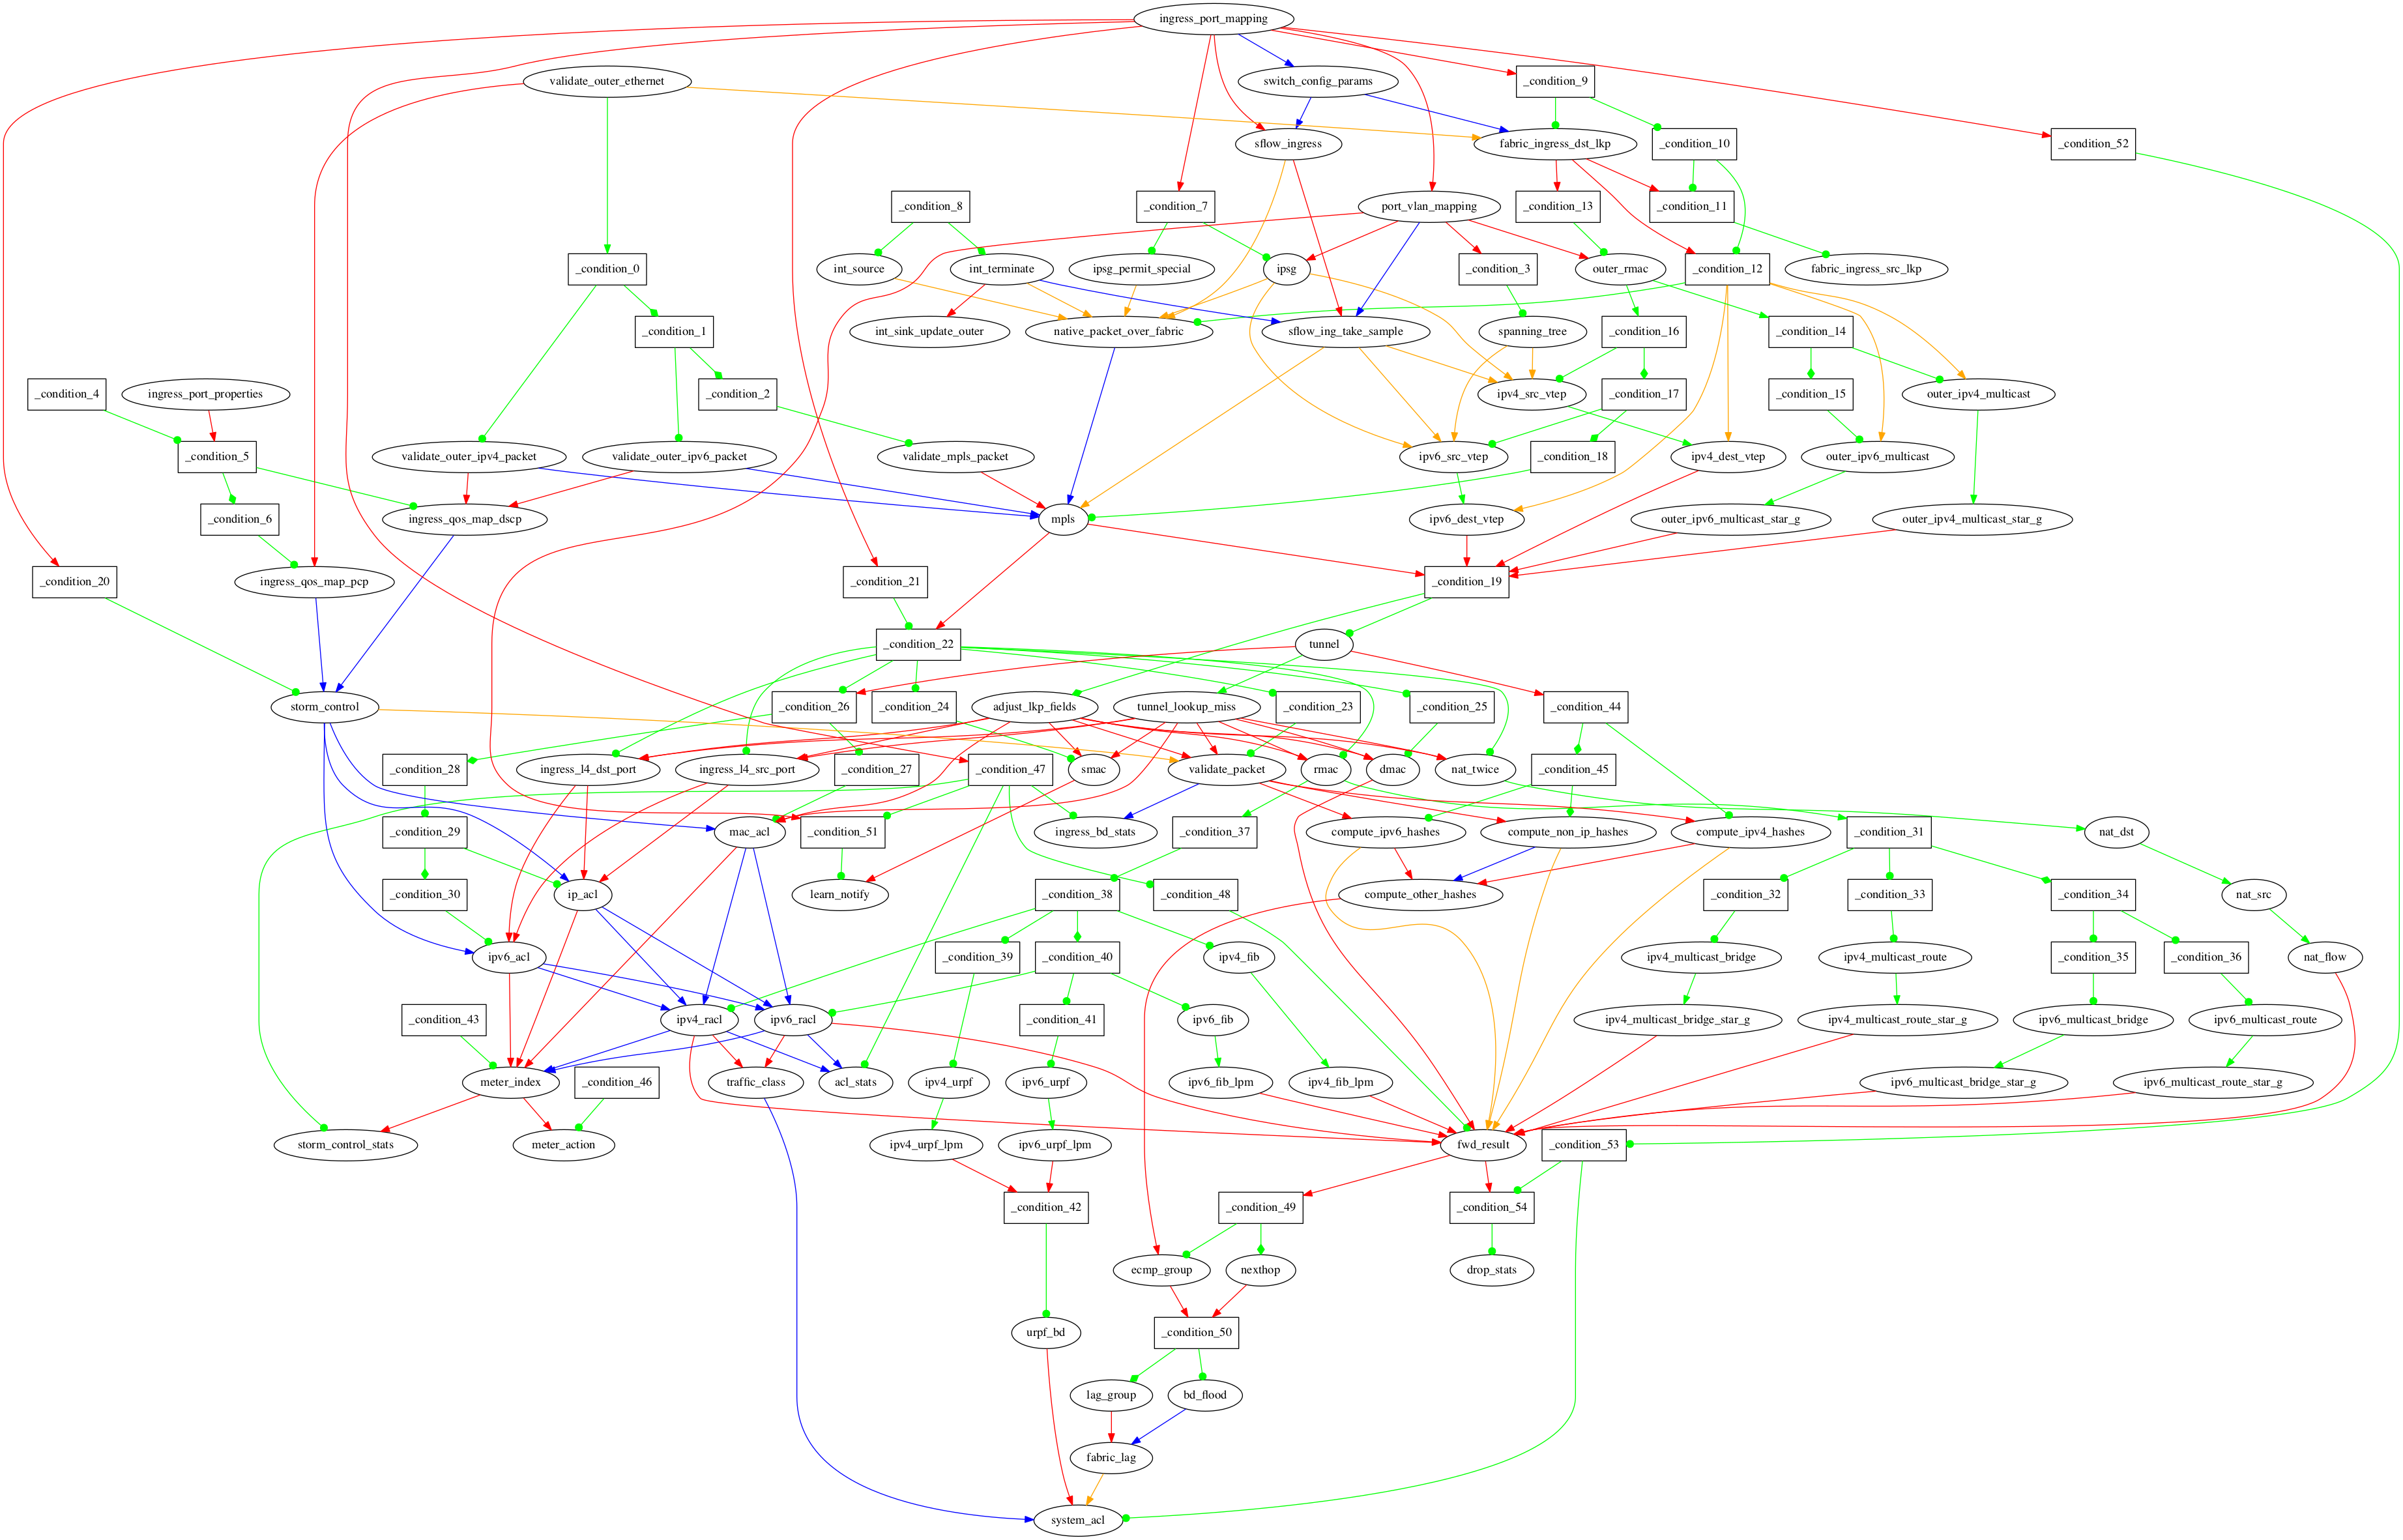 ingress_port_mapping
validate_outer_ethernet
switch_config_params
_condition_9
sflow_ingress
fabric_ingress_dst_lkp
_condition_10
_condition_52
_condition_8
_condition_7
port_vlan_mapping
_condition_13
_condition_11
_condition_0
int_source
int_terminate
ipsg_permit_special
ipsg
_condition_3
outer_rmac
_condition_12
fabric_ingress_src_lkp
_condition_1
int_sink_update_outer
native_packet_over_fabric
sflow_ing_take_sample
spanning_tree
_condition_16
_condition_14
_condition_4
ingress_port_properties
_condition_2
ipv4_src_vtep
_condition_17
_condition_15
outer_ipv4_multicast
_condition_5
validate_outer_ipv4_packet
validate_outer_ipv6_packet
validate_mpls_packet
ipv6_src_vtep
_condition_18
ipv4_dest_vtep
outer_ipv6_multicast
_condition_6
ingress_qos_map_dscp
mpls
ipv6_dest_vtep
outer_ipv6_multicast_star_g
outer_ipv4_multicast_star_g
_condition_20
ingress_qos_map_pcp
_condition_21
_condition_19
_condition_22
tunnel
storm_control
_condition_26
_condition_24
adjust_lkp_fields
tunnel_lookup_miss
_condition_23
_condition_25
_condition_44
_condition_28
ingress_l4_dst_port
ingress_l4_src_port
_condition_27
_condition_47
smac
validate_packet
rmac
dmac
nat_twice
_condition_45
_condition_29
mac_acl
_condition_51
ingress_bd_stats
_condition_37
compute_ipv6_hashes
compute_non_ip_hashes
compute_ipv4_hashes
_condition_31
nat_dst
_condition_30
ip_acl
learn_notify
_condition_38
_condition_48
compute_other_hashes
_condition_32
_condition_33
_condition_34
nat_src
ipv6_acl
_condition_39
_condition_40
ipv4_fib
ipv4_multicast_bridge
ipv4_multicast_route
_condition_35
_condition_36
nat_flow
_condition_43
ipv4_racl
ipv6_racl
_condition_41
ipv6_fib
ipv4_multicast_bridge_star_g
ipv4_multicast_route_star_g
ipv6_multicast_bridge
ipv6_multicast_route
meter_index
_condition_46
traffic_class
acl_stats
ipv4_urpf
ipv6_urpf
ipv6_fib_lpm
ipv4_fib_lpm
ipv6_multicast_bridge_star_g
ipv6_multicast_route_star_g
storm_control_stats
meter_action
ipv4_urpf_lpm
ipv6_urpf_lpm
fwd_result
_condition_53
_condition_42
_condition_49
_condition_54
ecmp_group
nexthop
drop_stats
urpf_bd
_condition_50
lag_group
bd_flood
fabric_lag
system_acl